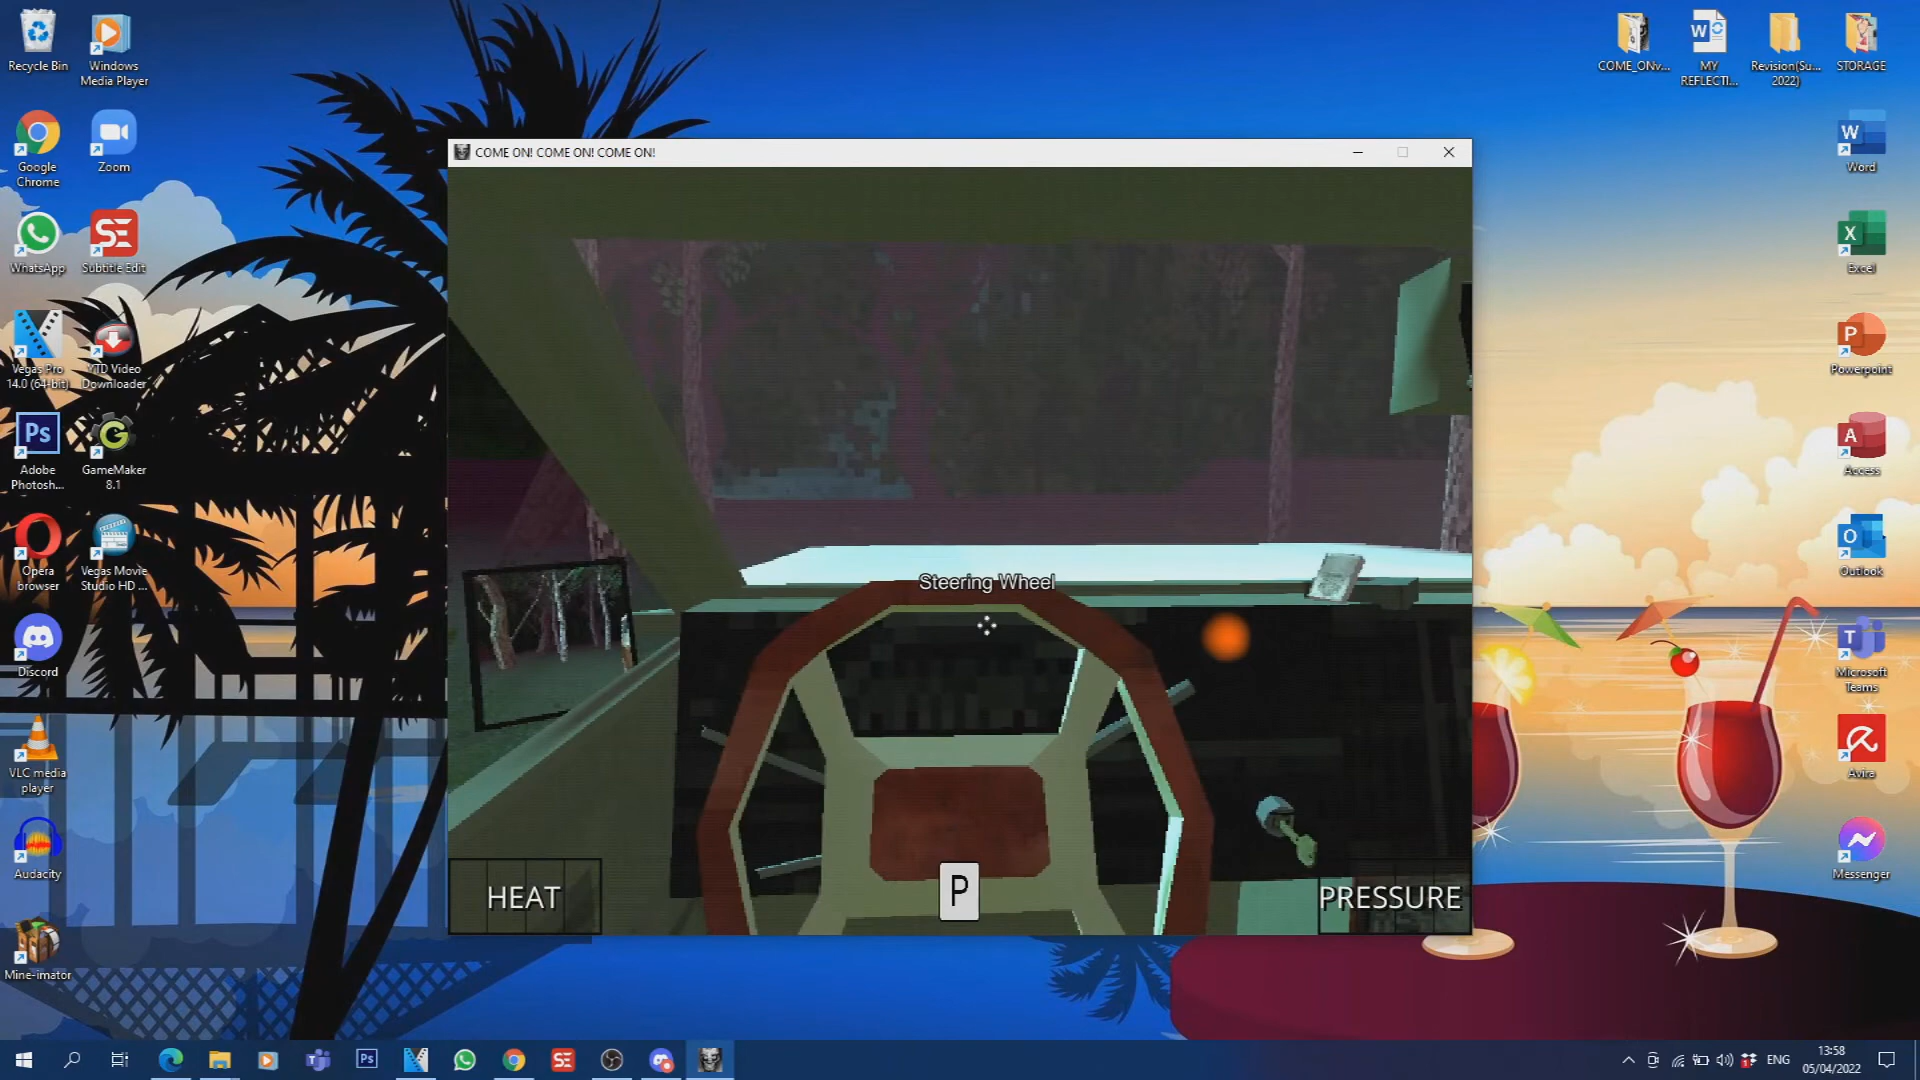 Recycle Bin
Windows
Media Player
Google
Chrome
Zoom
WhatsApp
Subtitle Edit
Vegas Pro
14.0 (64-bit)
YTD Video
Downloader
Adobe
Photosh...
GameMaker
8.1
Opera
browser
Vegas Movie
Studio HD ...
Discord
VLC media
player
Audacity
Mine-imator
COME ON! COME ON! COME ON!
Steering Wheel
HEAT
P
PRESSURE
COME_ONv...
MY
REFLECTI...
Revision(Su...
2022)
STORAGE
Word
Excel
Powerpoint
Access
Outlook
Microsoft
Teams
Avira
Messenger
ENG
13:58
05/04/2022